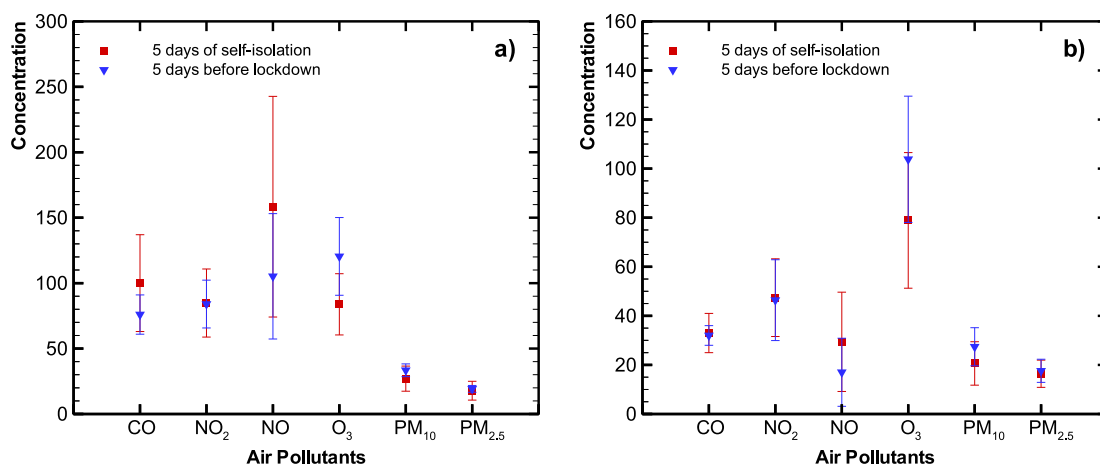 a)
5 days of self-isolation
5 days before lockdown
Concentration
300
250
200
150
100
50
0
CO NO₂ NO O₃ PM₁₀ PM₂.₅
Air Pollutants
b)
5 days of self-isolation
5 days before lockdown
Concentration
160
140
120
100
80
60
40
20
0
CO NO₂ NO O₃ PM₁₀ PM₂.₅
Air Pollutants